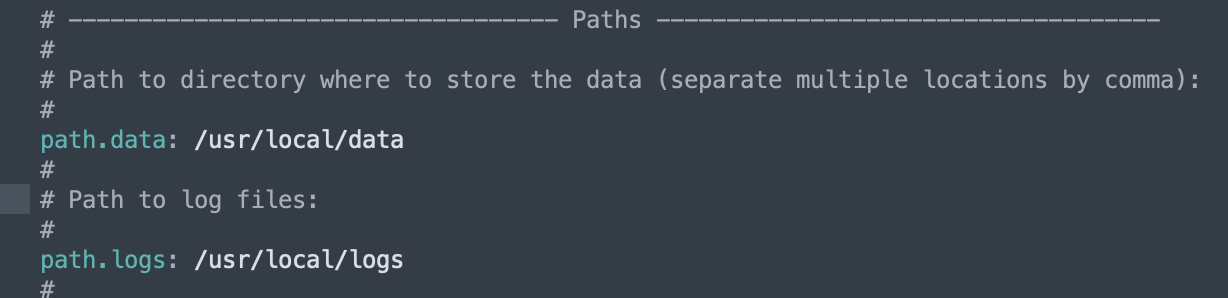 # ----------------------------------- Paths ------------------------------------
#
# Path to directory where to store the data (separate multiple locations by comma):
#
path.data: /usr/local/data
#
# Path to log files:
#
path.logs: /usr/local/logs
#